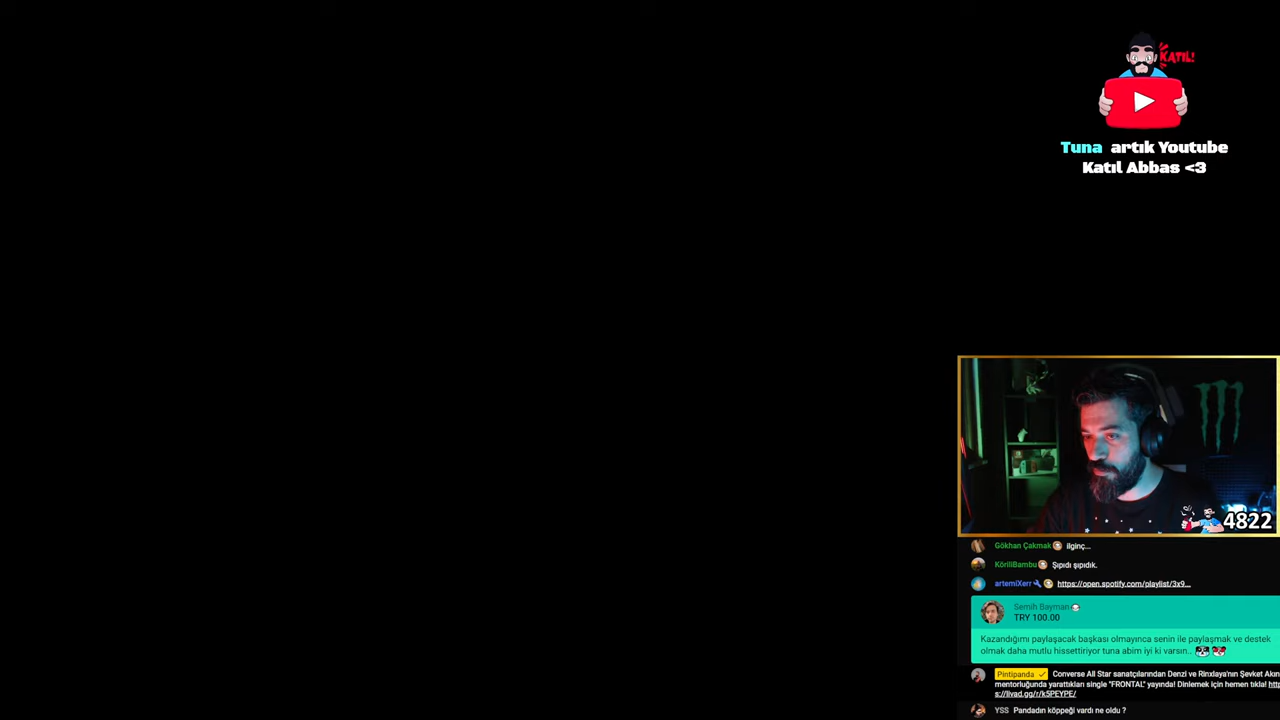 KATIL!
Tuna artık Youtube
Katıl Abbas <3
4822
Gökhan Çakmak ilginç...
KöriliBambu Şıpıdı şıpıdık.
artemiXerr https://open.spotify.com/playlist/3x9...
Semih Bayman
TRY 100.00
Kazandığımı paylaşacak başkası olmayınca senin ile paylaşmak ve destek
olmak daha mutlu hissettiriyor tuna abim iyi ki varsın..
Pintipanda ✓ Converse All Star sanatçılarından Denzi ve Rinxlaya'nın Şevket Akın
mentorluğunda yarattıkları single "FRONTAL" yayında! Dinlemek için hemen tıkla! http
s://livad.gg/r/k5PEYPE/
YSS Pandadın köppeği vardı ne oldu ?